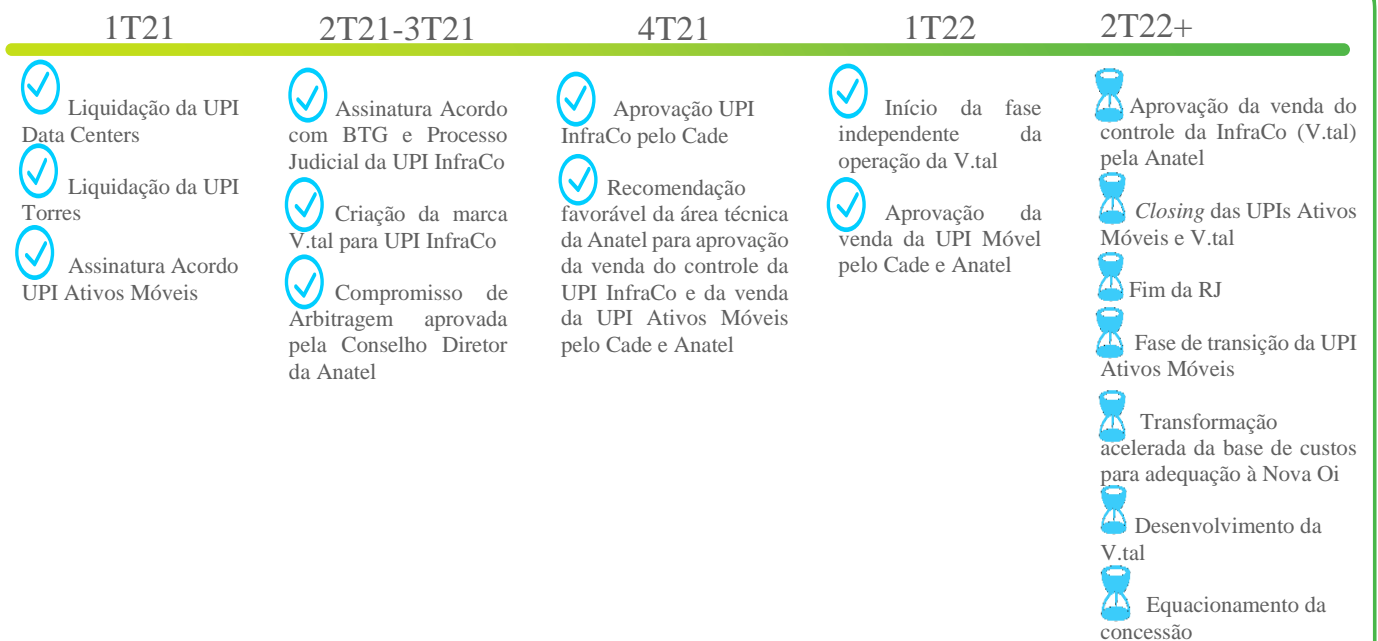 1T21
2T21-3T21
4T21
1T22
2T22+
Liquidação da UPI
Data Centers
Liquidação da UPI
Torres
Assinatura Acordo
UPI Ativos Móveis
Assinatura Acordo
com BTG e Processo
Judicial da UPI InfraCo
Criação da marca
V.tal para UPI InfraCo
Compromisso de
Arbitragem aprovada
pela Conselho Diretor
da Anatel
Aprovação UPI
InfraCo pelo Cade
Recomendação
favorável da área técnica
da Anatel para aprovação
da venda do controle da
UPI InfraCo e da venda
da UPI Ativos Móveis
pelo Cade e Anatel
Início da fase
independente da
operação da V.tal
Aprovação da
venda da UPI Móvel
pelo Cade e Anatel
Aprovação da venda do
controle da InfraCo (V.tal)
pela Anatel
Closing das UPIs Ativos
Móveis e V.tal
Fim da RJ
Fase de transição da UPI
Ativos Móveis
Transformação
acelerada da base de custos
para adequação à Nova Oi
Desenvolvimento da
V.tal
Equacionamento da
concessão